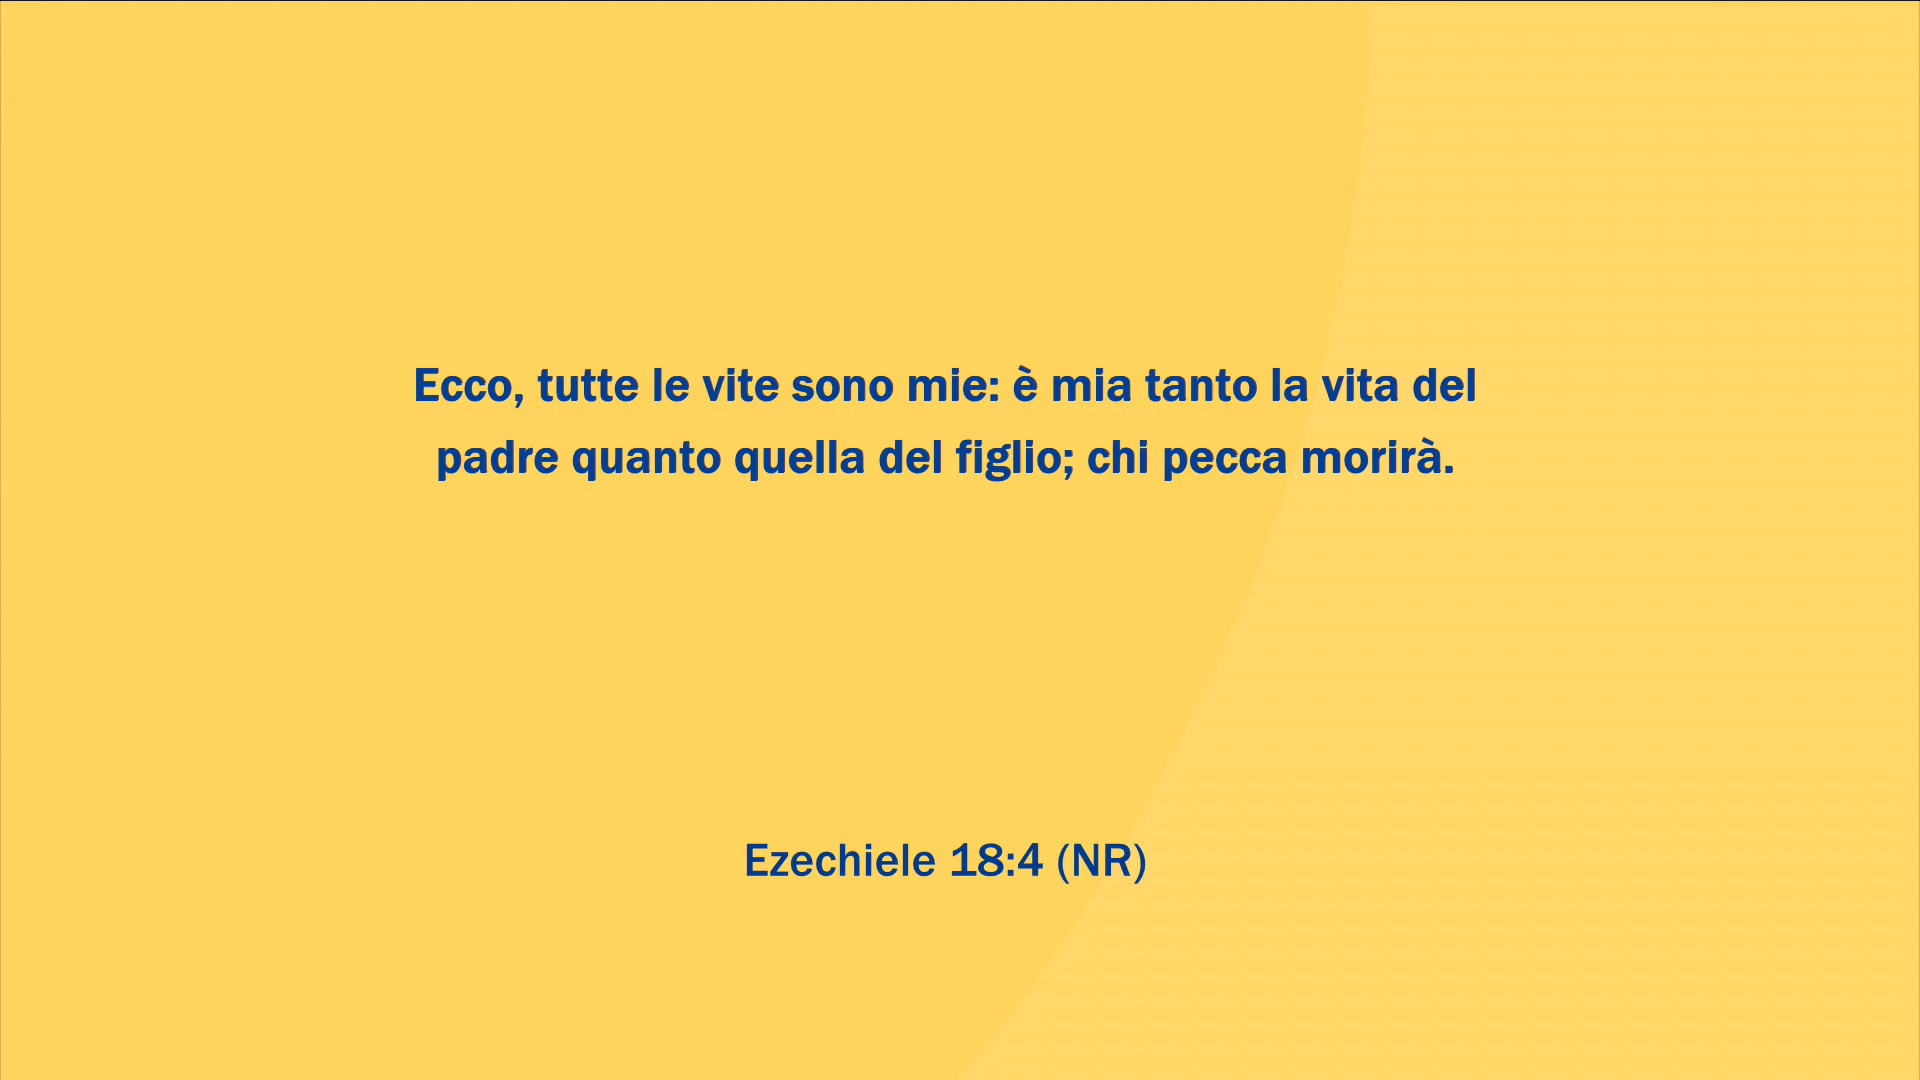 Ecco, tutte le vite sono mie: è mia tanto la vita del
padre quanto quella del figlio; chi pecca morirà.
Ezechiele 18:4 (NR)